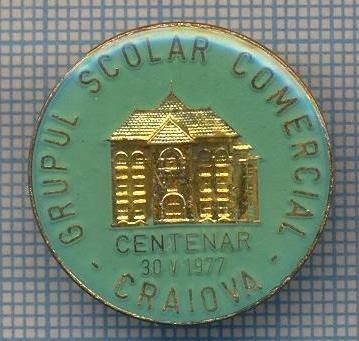 GRUPUL SCOLAR COMERCIAL
CENTENAR
30 V 1977
- CRAIOVA -